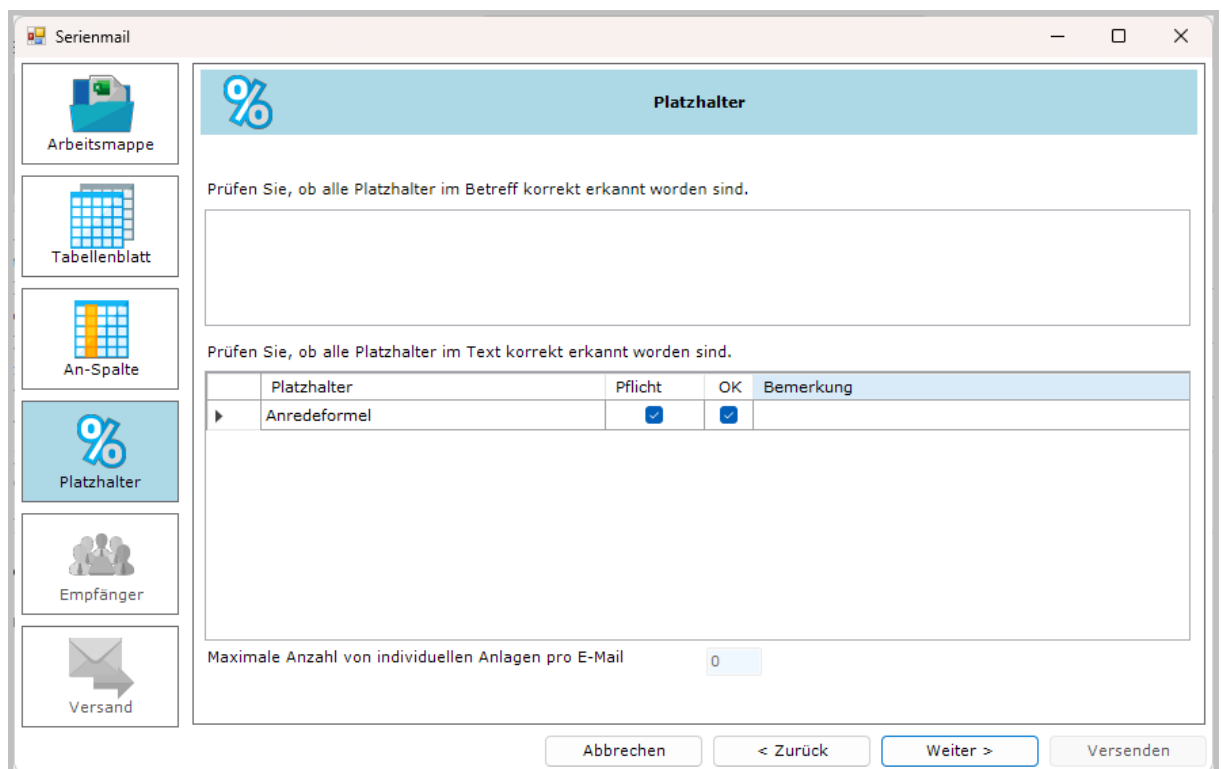 Serienmail
Arbeitsmappe
Tabellenblatt
An-Spalte
Platzhalter
Empfänger
Versand
Platzhalter
Prüfen Sie, ob alle Platzhalter im Betreff korrekt erkannt worden sind.
Prüfen Sie, ob alle Platzhalter im Text korrekt erkannt worden sind.
Platzhalter Pflicht OK Bemerkung
Anredeformel
Maximale Anzahl von individuellen Anlagen pro E-Mail 0
Abbrechen < Zurück Weiter > Versenden